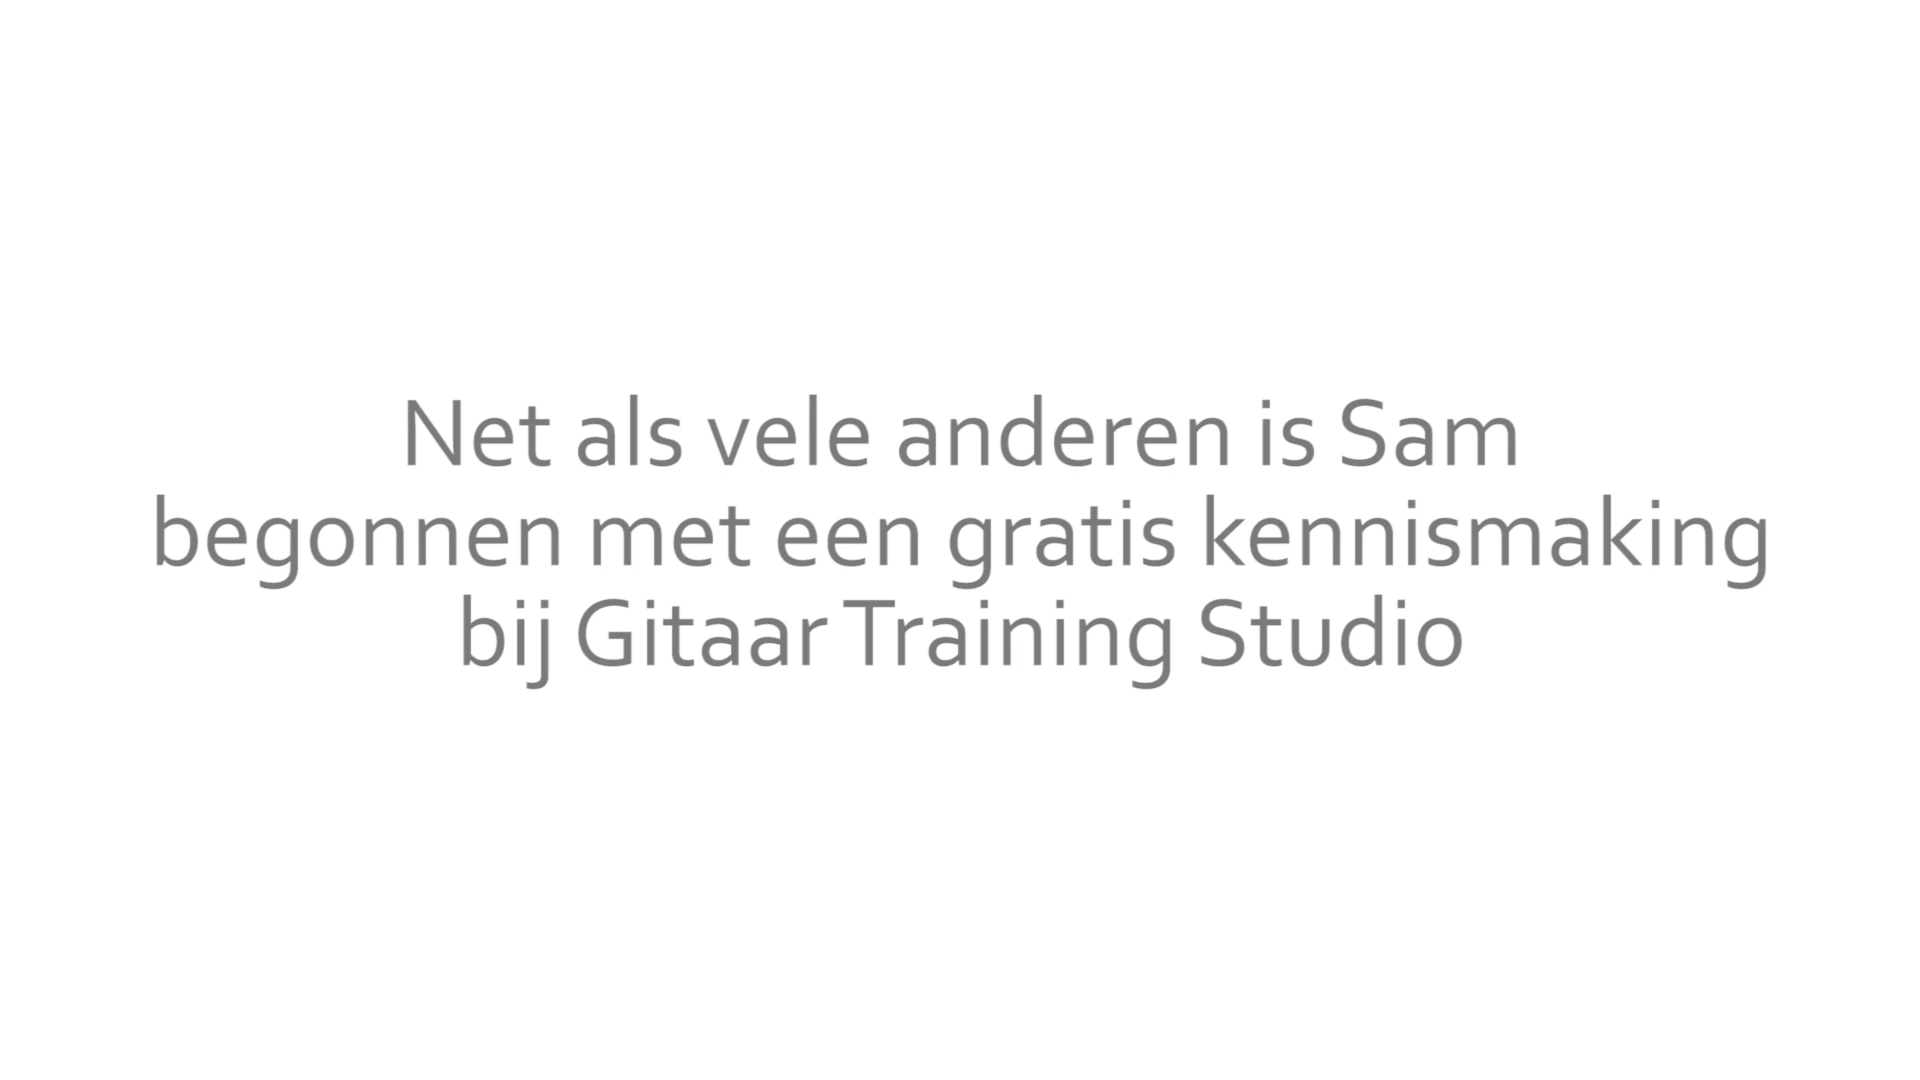 Net als vele anderen is Sam
begonnen met een gratis kennismaking
bij Gitaar Training Studio